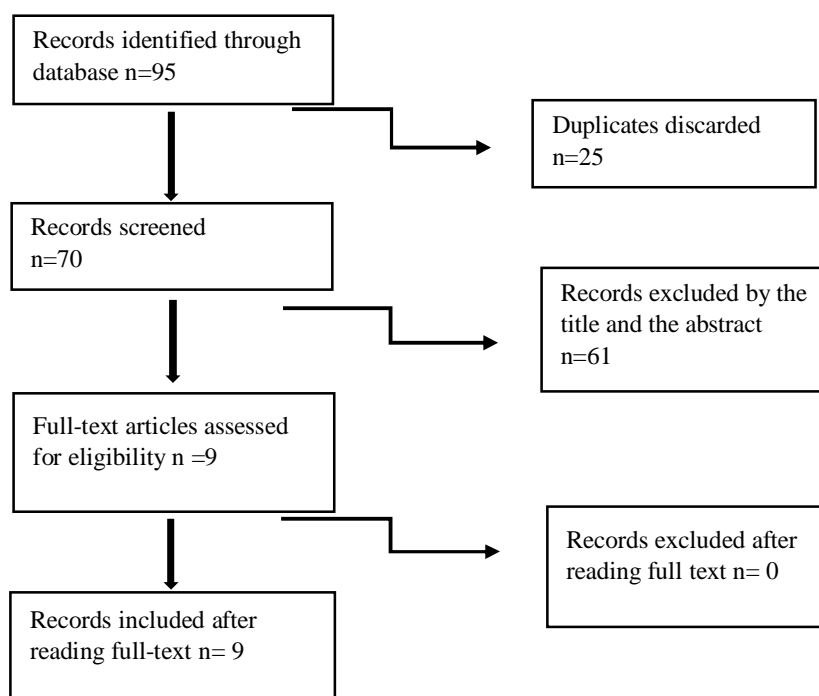 Records identified through
database n=95
Duplicates discarded
n=25
Records screened
n=70
Records excluded by the
title and the abstract
n=61
Full-text articles assessed
for eligibility n =9
Records excluded after
reading full text n= 0
Records included after
reading full-text n= 9